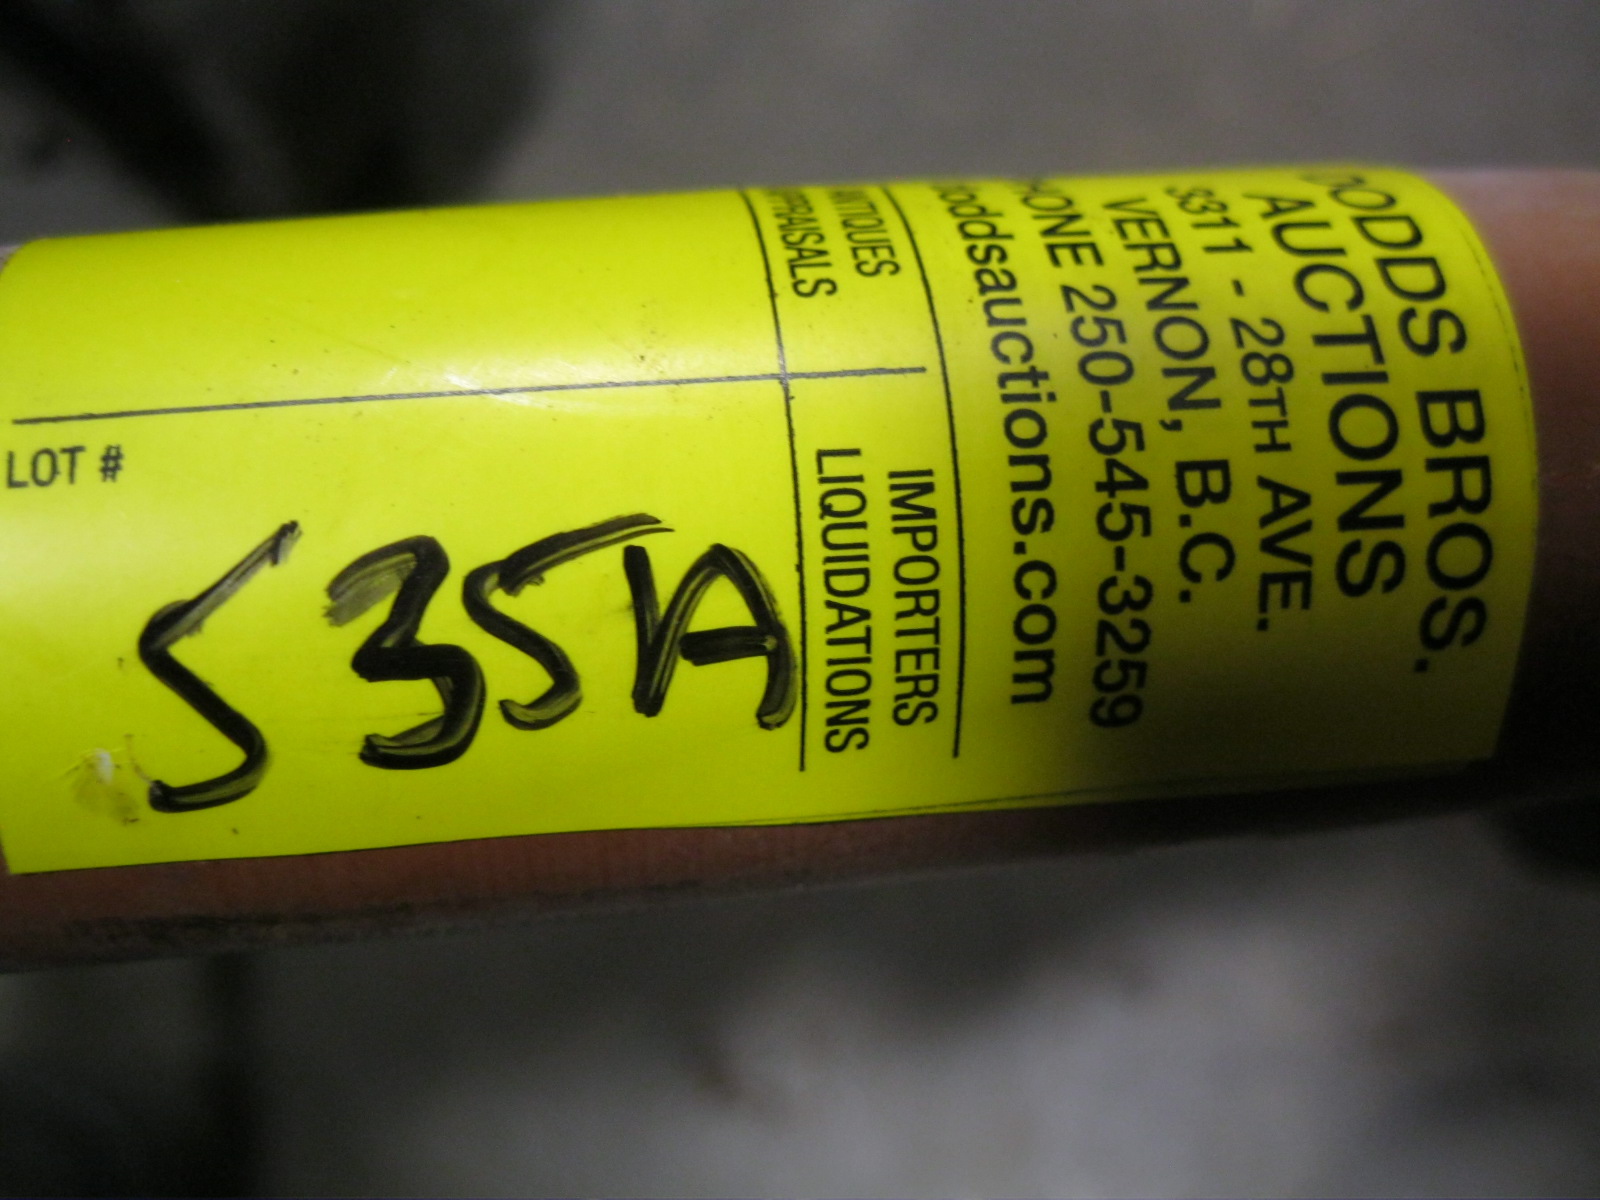 DODDS BROS.
AUCTIONS
3311 - 28TH AVE.
VERNON, B.C.
PHONE 250-545-3259
doddsauctions.com
ANTIQUES IMPORTERS
APPRAISALS LIQUIDATIONS
LOT #
535A